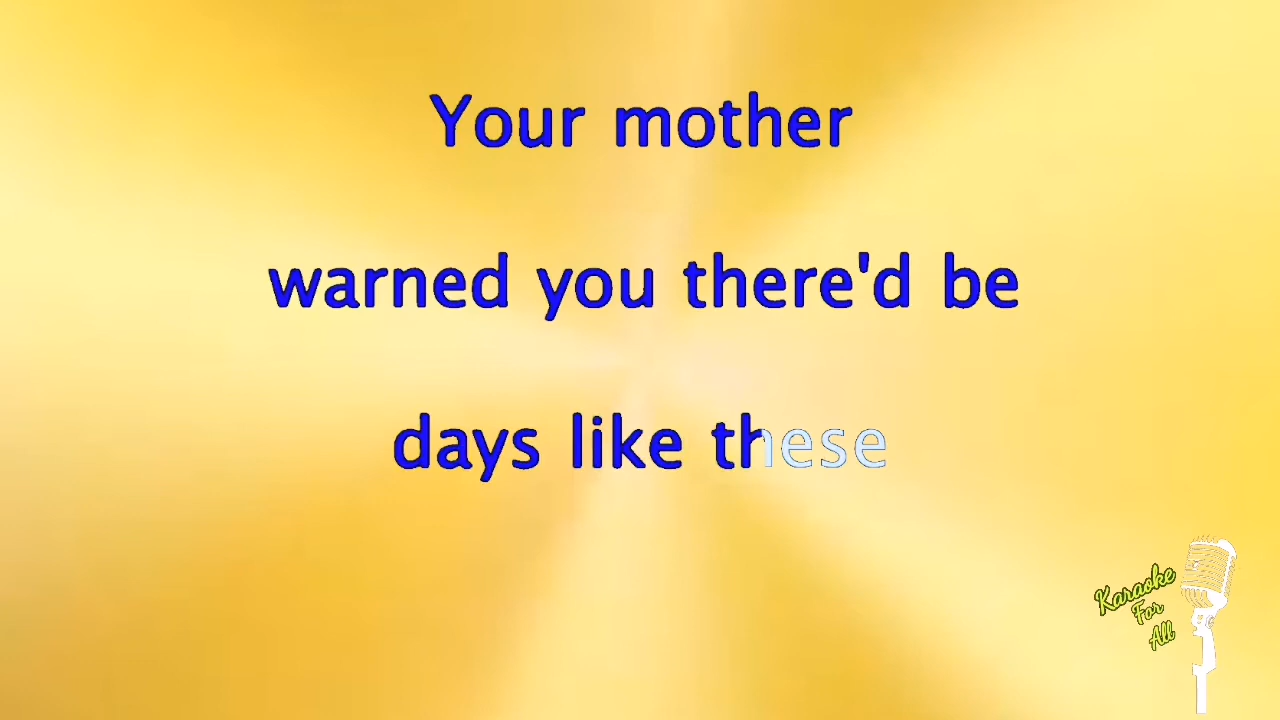 Your mother
warned you there'd be
days like these
Karaoke
For
All